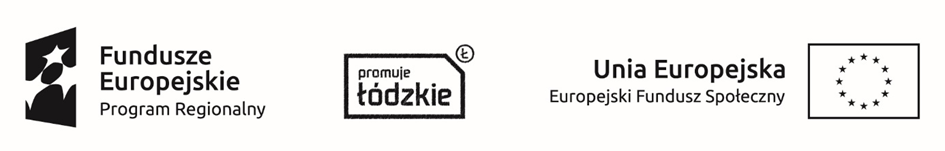 Fundusze
Europejskie
Program Regionalny
promuje
łódzkie
Ł
Unia Europejska
Europejski Fundusz Społeczny